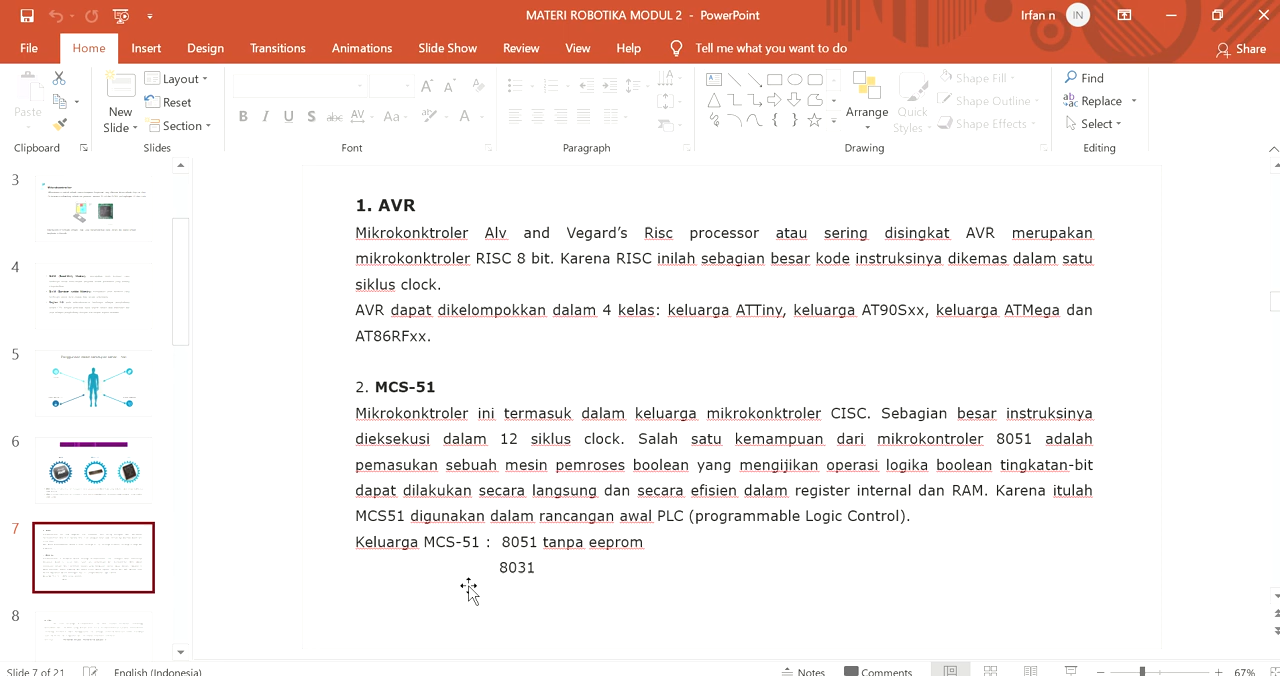 MATERI ROBOTIKA MODUL 2 - PowerPoint
Irfan n
IN
File Home Insert Design Transitions Animations Slide Show Review View Help Tell me what you want to do
Share
Paste
New Slide
Layout
Reset
Section
B I U S abc AV Aa A
Arrange
Quick Styles
Shape Fill
Shape Outline
Shape Effects
Find
Replace
Select
Clipboard Slides Font Paragraph Drawing Editing
3
4
5
6
7
8
1. AVR
Mikrokonktroler Alv and Vegard's Risc processor atau sering disingkat AVR merupakan
mikrokonktroler RISC 8 bit. Karena RISC inilah sebagian besar kode instruksinya dikemas dalam satu
siklus clock.
AVR dapat dikelompokkan dalam 4 kelas: keluarga ATTiny, keluarga AT90Sxx, keluarga ATMega dan
AT86RFxx.
2. MCS-51
Mikrokonktroler ini termasuk dalam keluarga mikrokonktroler CISC. Sebagian besar instruksinya
dieksekusi dalam 12 siklus clock. Salah satu kemampuan dari mikrokontroler 8051 adalah
pemasukan sebuah mesin pemroses boolean yang mengijikan operasi logika boolean tingkatan-bit
dapat dilakukan secara langsung dan secara efisien dalam register internal dan RAM. Karena itulah
MCS51 digunakan dalam rancangan awal PLC (programmable Logic Control).
Keluarga MCS-51 : 8051 tanpa eeprom
8031
Slide 7 of 21
English (Indonesia)
Notes
Comments
67%